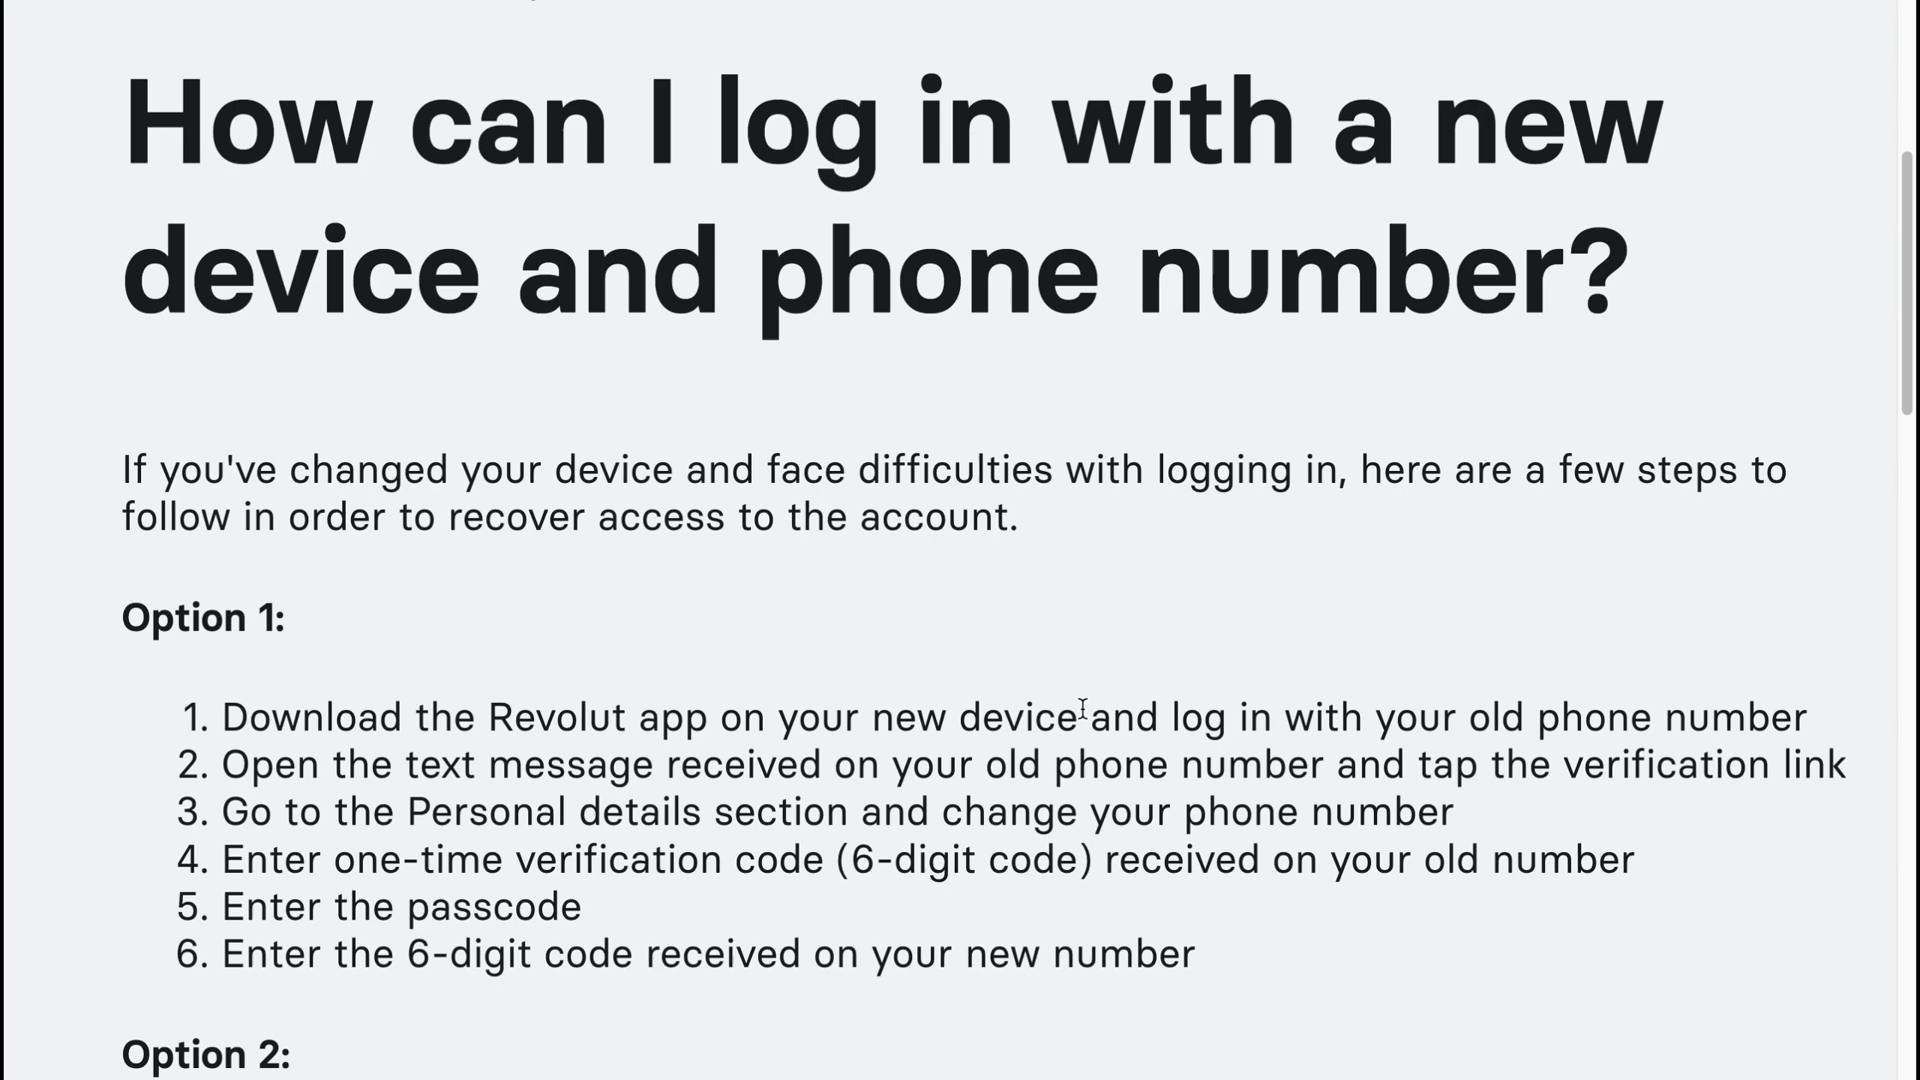 How can I log in with a new
device and phone number?
If you've changed your device and face difficulties with logging in, here are a few steps to
follow in order to recover access to the account.
Option 1:
1. Download the Revolut app on your new device and log in with your old phone number
2. Open the text message received on your old phone number and tap the verification link
3. Go to the Personal details section and change your phone number
4. Enter one-time verification code (6-digit code) received on your old number
5. Enter the passcode
6. Enter the 6-digit code received on your new number
Option 2: